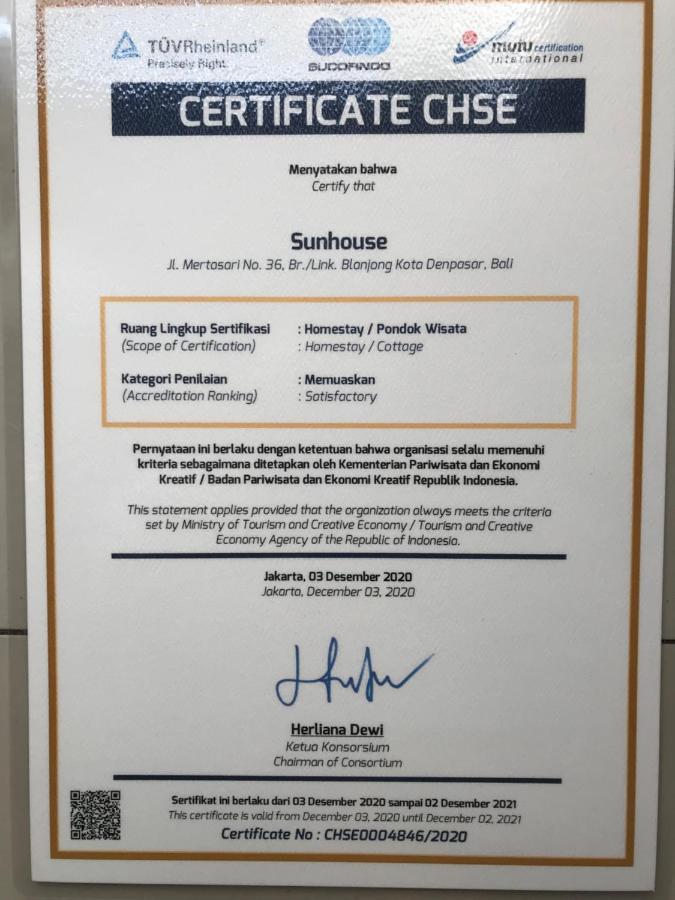 TÜVRheinland®
Precisely Right.
SUCOFINDO
mutu certification
international
CERTIFICATE CHSE
Menyatakan bahwa
Certify that
Sunhouse
Jl. Mertasari No. 36, Br./Link. Blanjong Kota Denpasar, Bali
Ruang Lingkup Sertifikasi : Homestay / Pondok Wisata
(Scope of Certification) : Homestay / Cottage
Kategori Penilaian : Memuaskan
(Accreditation Ranking) : Satisfactory
Pernyataan ini berlaku dengan ketentuan bahwa organisasi selalu memenuhi
kriteria sebagaimana ditetapkan oleh Kementerian Pariwisata dan Ekonomi
Kreatif / Badan Pariwisata dan Ekonomi Kreatif Republik Indonesia.
This statement applies provided that the organization always meets the criteria
set by Ministry of Tourism and Creative Economy / Tourism and Creative
Economy Agency of the Republic of Indonesia.
Jakarta, 03 Desember 2020
Jakarta, December 03, 2020
Herliana Dewi
Ketua Konsorsium
Chairman of Consortium
Sertifikat ini berlaku dari 03 Desember 2020 sampai 02 Desember 2021
This certificate is valid from December 03, 2020 until December 02, 2021
Certificate No : CHSE0004846/2020